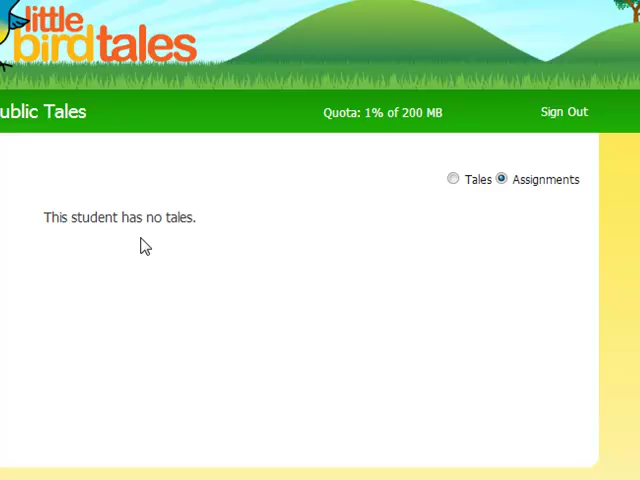 little
birdtales
ublic Tales
Quota: 1% of 200 MB
Sign Out
Tales
Assignments
This student has no tales.